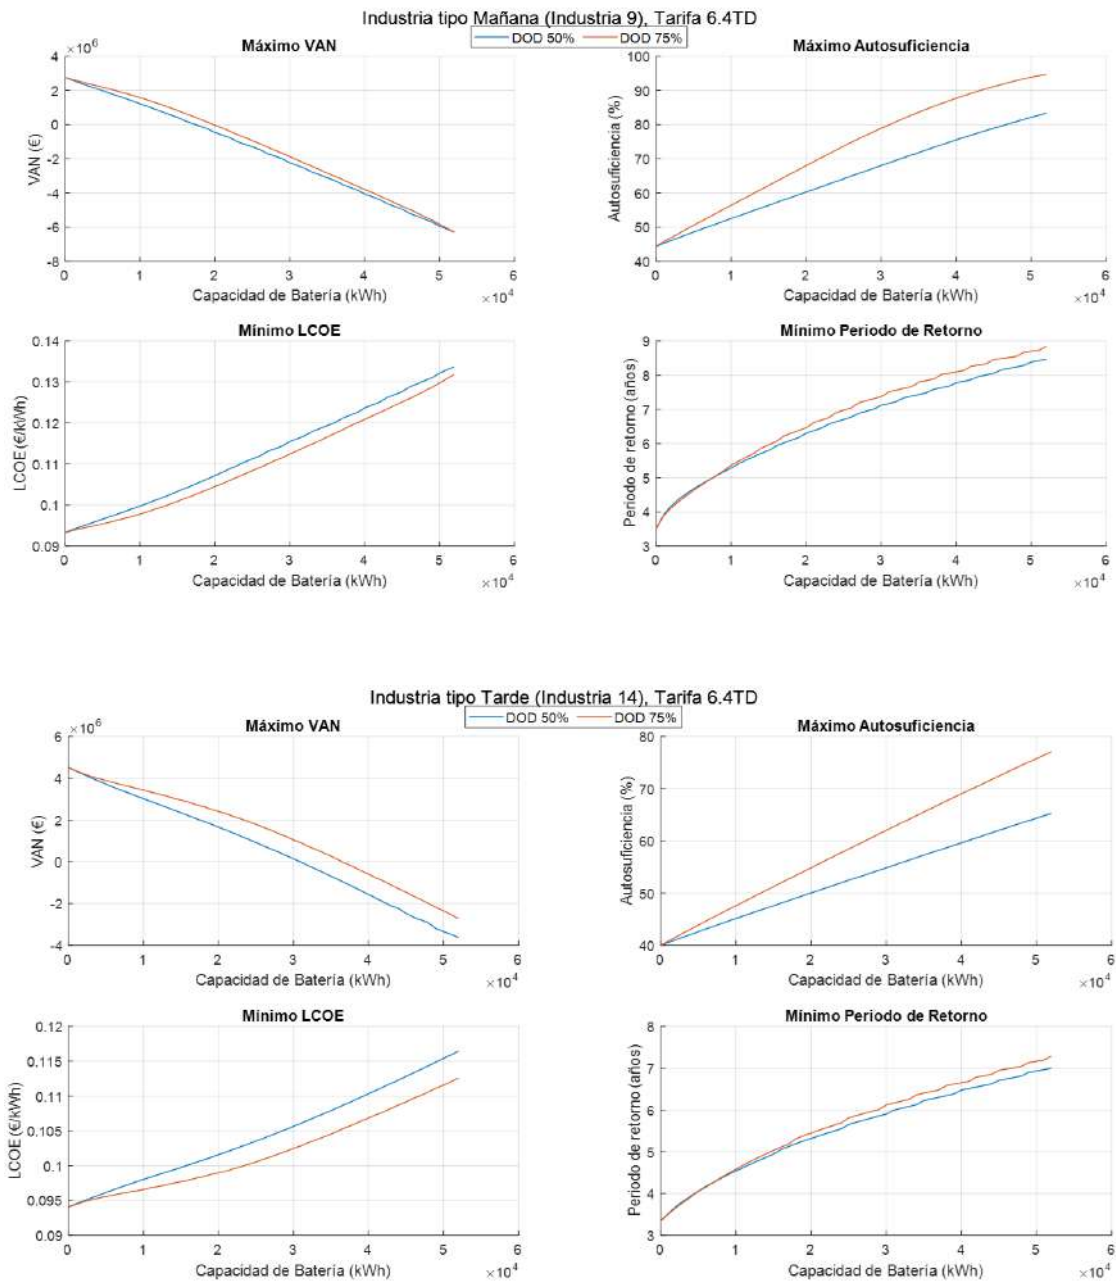 Industria tipo Mañana (Industria 9), Tarifa 6.4TD
DOD 50% DOD 75%
Máximo VAN
×10^6
4
2
0
-2
-4
-6
-8
VAN (€)
0 1 2 3 4 5 6
Capacidad de Batería (kWh)
×10^4
Máximo Autosuficiencia
100
90
80
70
60
50
40
Autosuficiencia (%)
0 1 2 3 4 5 6
Capacidad de Batería (kWh)
×10^4
Mínimo LCOE
0.14
0.13
0.12
0.11
0.1
0.09
LCOE (€/kWh)
0 1 2 3 4 5 6
Capacidad de Batería (kWh)
×10^4
Mínimo Periodo de Retorno
9
8
7
6
5
4
3
Periodo de retorno (años)
0 1 2 3 4 5 6
Capacidad de Batería (kWh)
×10^4
Industria tipo Tarde (Industria 14), Tarifa 6.4TD
DOD 50% DOD 75%
Máximo VAN
×10^6
6
4
2
0
-2
-4
VAN (€)
0 1 2 3 4 5 6
Capacidad de Batería (kWh)
×10^4
Máximo Autosuficiencia
80
70
60
50
40
Autosuficiencia (%)
0 1 2 3 4 5 6
Capacidad de Batería (kWh)
×10^4
Mínimo LCOE
0.12
0.115
0.11
0.105
0.1
0.095
0.09
LCOE (€/kWh)
0 1 2 3 4 5 6
Capacidad de Batería (kWh)
×10^4
Mínimo Periodo de Retorno
8
7
6
5
4
3
Periodo de retorno (años)
0 1 2 3 4 5 6
Capacidad de Batería (kWh)
×10^4